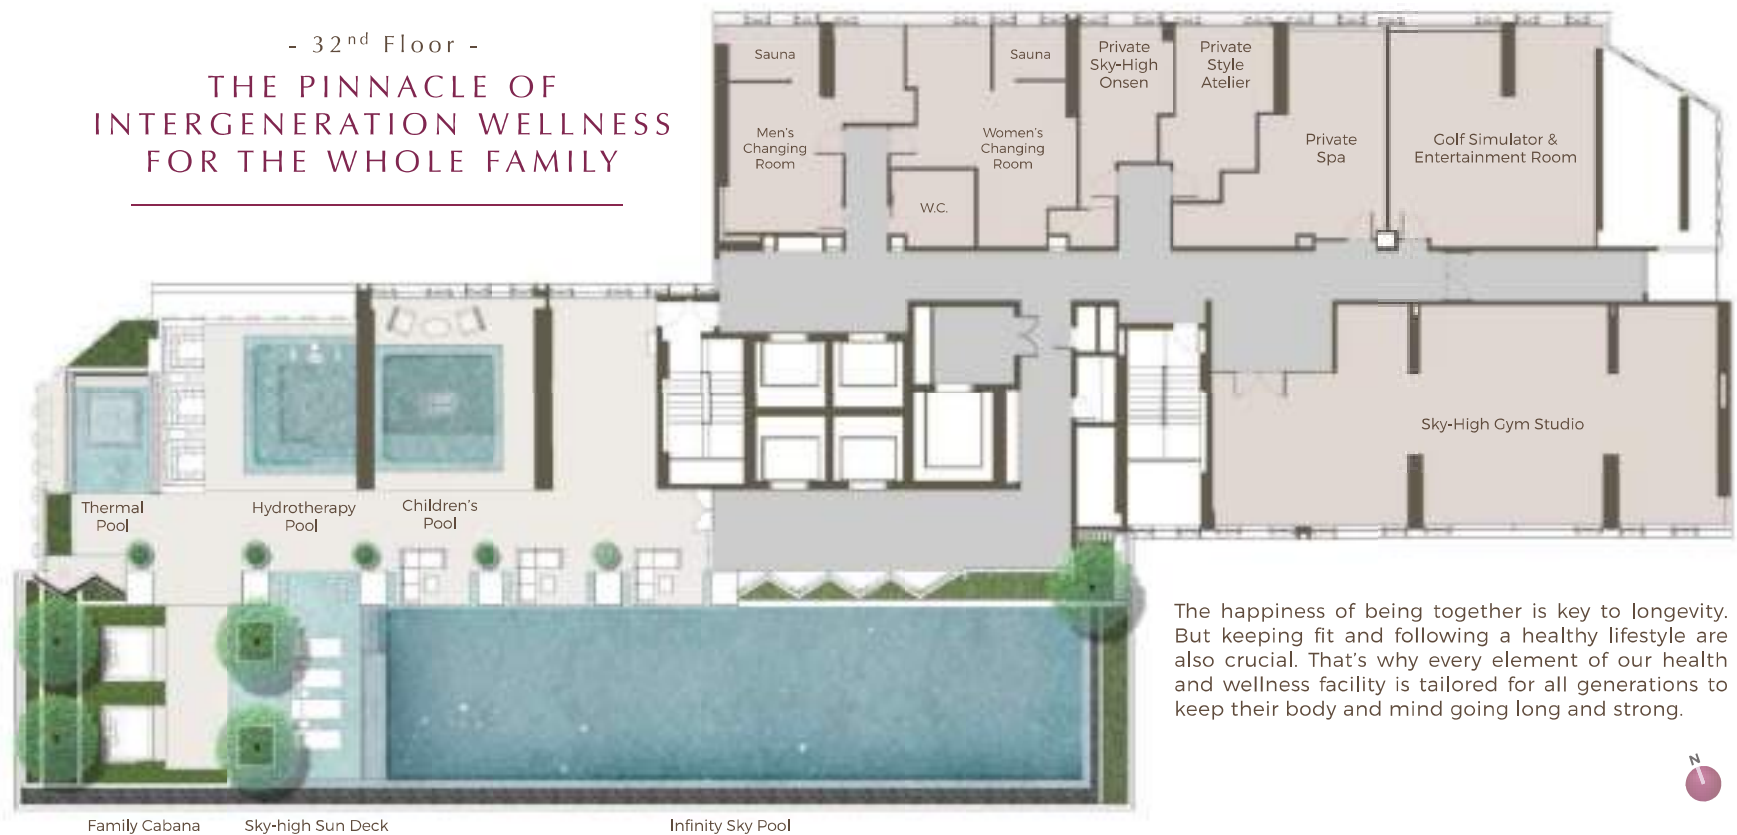 - 32nd Floor -
THE PINNACLE OF
INTERGENERATION WELLNESS
FOR THE WHOLE FAMILY
Sauna
Sauna
Private
Sky-High
Onsen
Private
Style
Atelier
Men's
Changing
Room
Women's
Changing
Room
W.C.
Private
Spa
Golf Simulator &
Entertainment Room
Sky-High Gym Studio
Thermal
Pool
Hydrotherapy
Pool
Children's
Pool
The happiness of being together is key to longevity.
But keeping fit and following a healthy lifestyle are
also crucial. That's why every element of our health
and wellness facility is tailored for all generations to
keep their body and mind going long and strong.
N
Family Cabana
Sky-high Sun Deck
Infinity Sky Pool